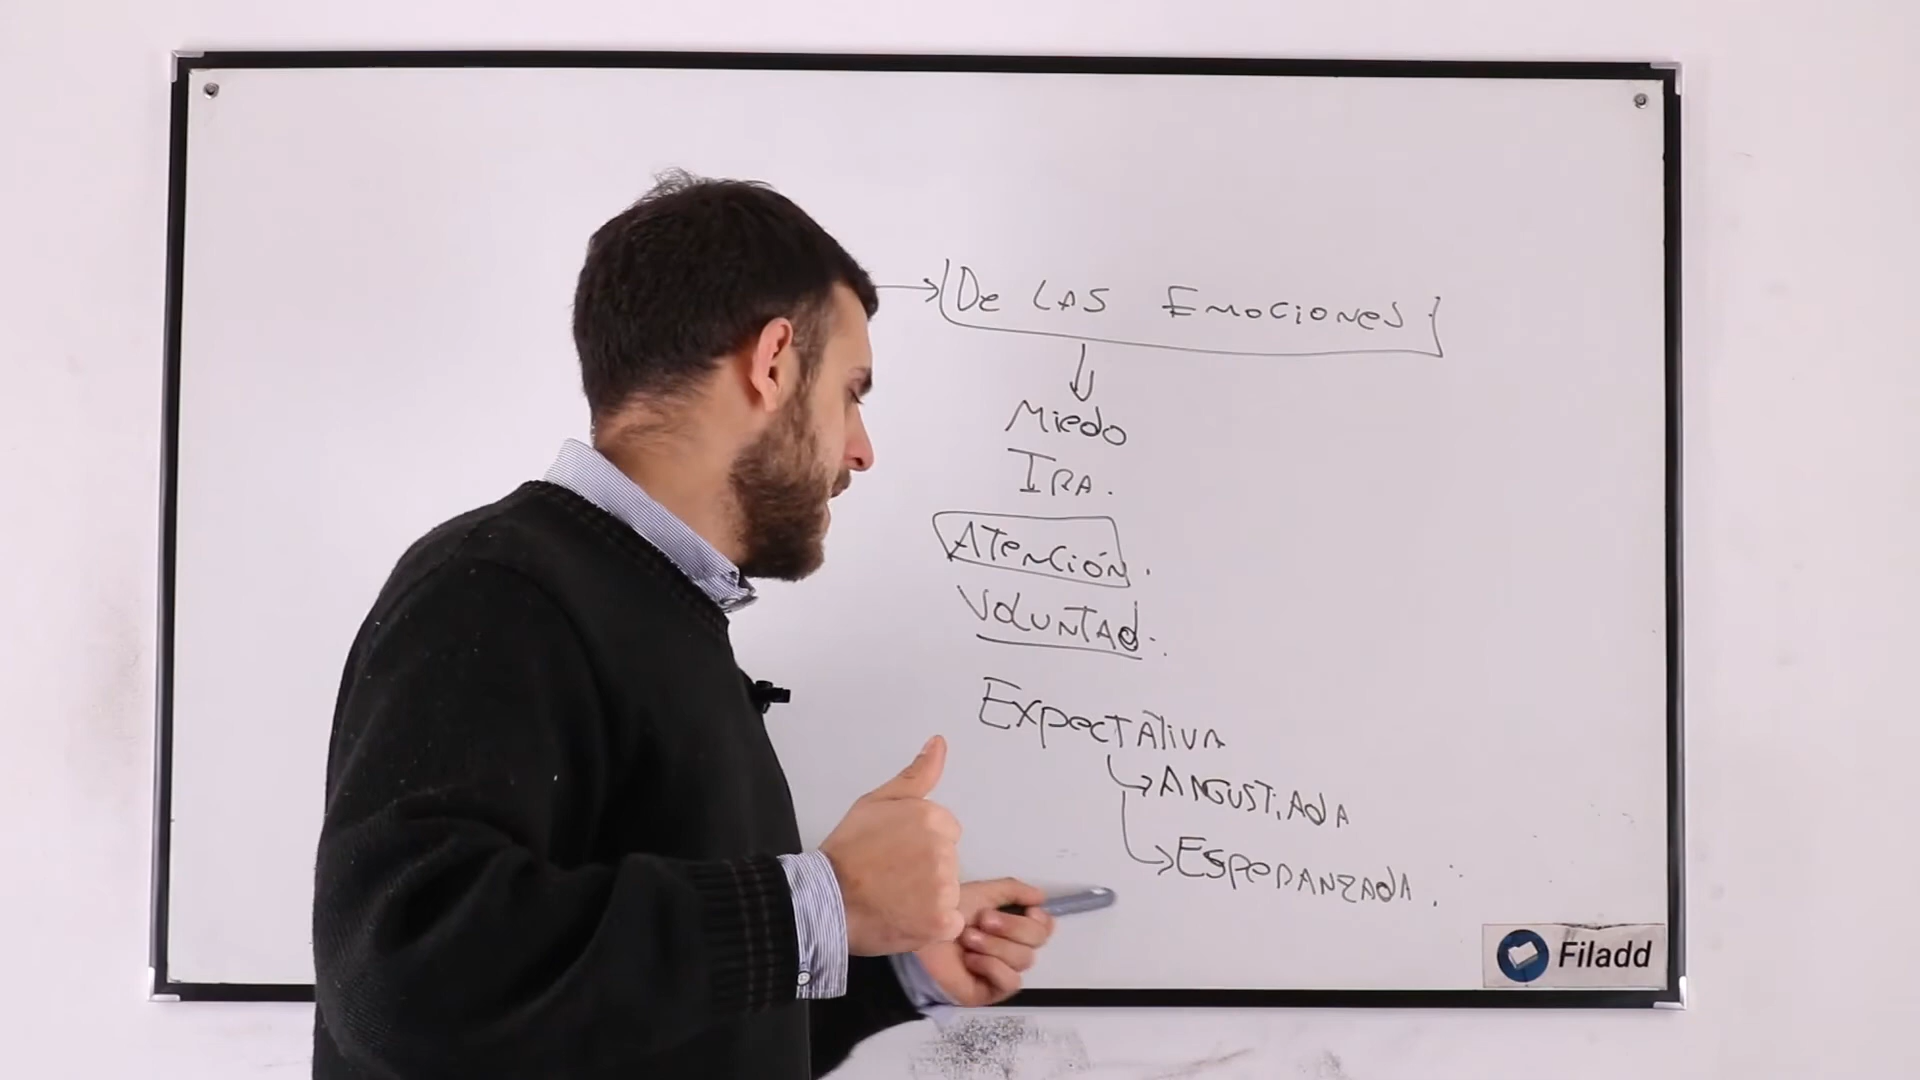 De LAS EMOCiONeS
Miedo
IRA.
ATenCión.
VOLUNTAd.
ExpecTATiVA
ANGUSTiAdA
ESPeRANZAdA.
Filadd